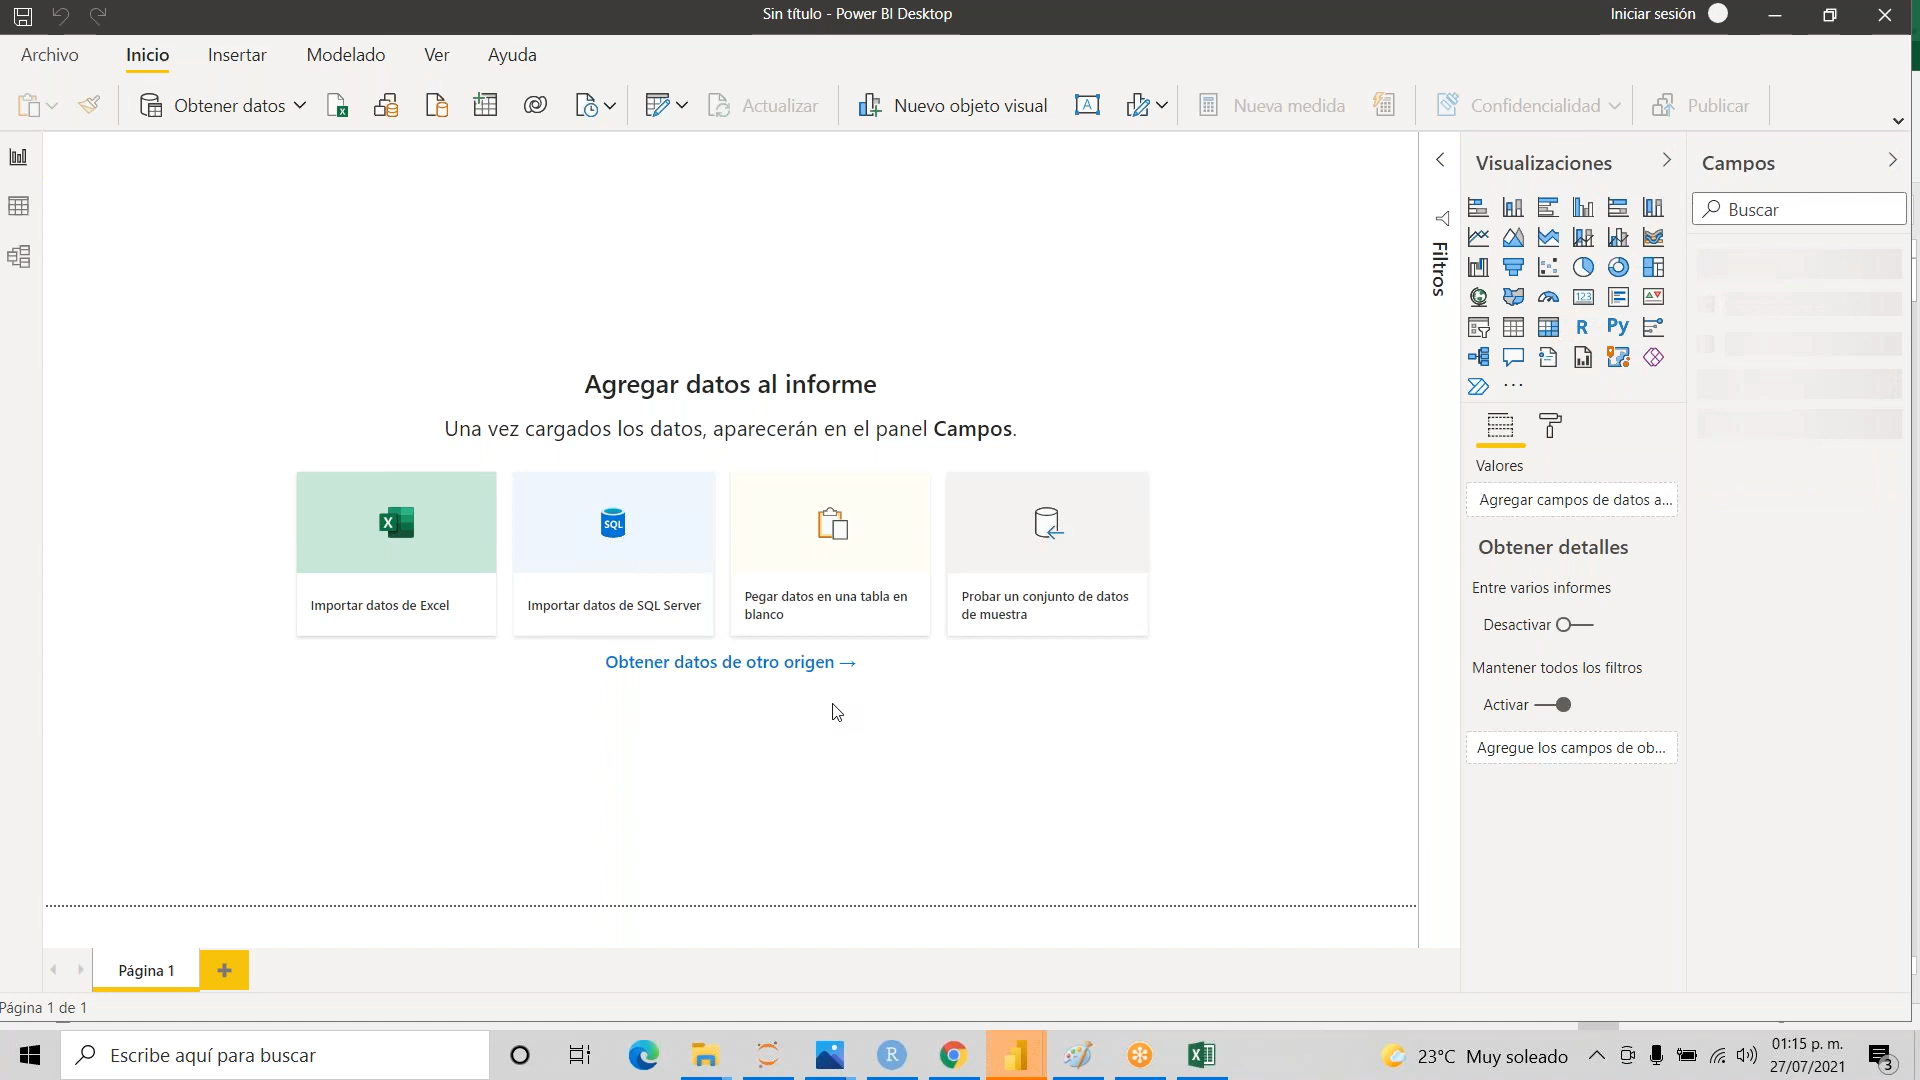 Sin título - Power BI Desktop
Iniciar sesión
Archivo Inicio Insertar Modelado Ver Ayuda
Obtener datos Actualizar Nuevo objeto visual Nueva medida Confidencialidad Publicar
Visualizaciones
Campos
Buscar
Filtros
R Py
123
Agregar datos al informe
Una vez cargados los datos, aparecerán en el panel Campos.
SQL
Importar datos de Excel
Importar datos de SQL Server
Pegar datos en una tabla en
blanco
Probar un conjunto de datos
de muestra
Obtener datos de otro origen →
Valores
Agregar campos de datos a...
Obtener detalles
Entre varios informes
Desactivar
Mantener todos los filtros
Activar
Agregue los campos de ob...
Página 1
Página 1 de 1
Escribe aquí para buscar
R
23°C Muy soleado
01:15 p. m.
27/07/2021
3